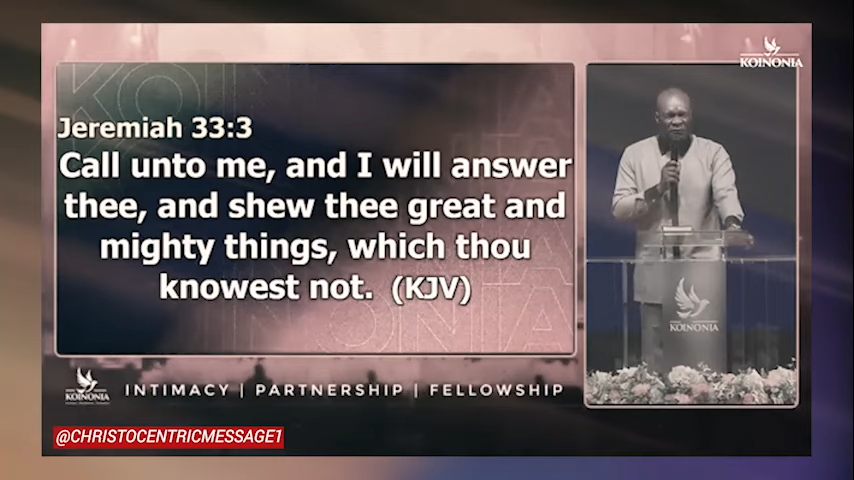 KOINONIA
Jeremiah 33:3
Call unto me, and I will answer
thee, and shew thee great and
mighty things, which thou
knowest not. (KJV)
KOINONIA
KOINONIA
INTIMACY | PARTNERSHIP | FELLOWSHIP
@CHRISTOCENTRICMESSAGE1